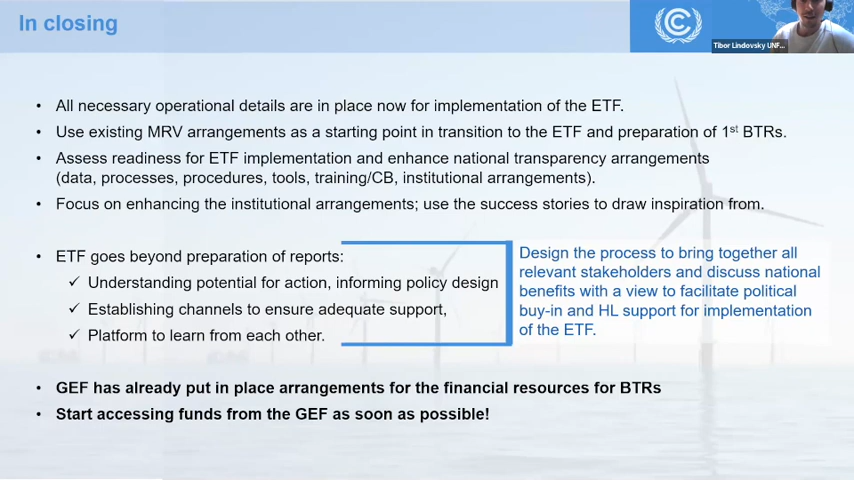 In closing
Tibor Lindovsky UNF...
• All necessary operational details are in place now for implementation of the ETF.
• Use existing MRV arrangements as a starting point in transition to the ETF and preparation of 1st BTRs.
• Assess readiness for ETF implementation and enhance national transparency arrangements
(data, processes, procedures, tools, training/CB, institutional arrangements).
• Focus on enhancing the institutional arrangements; use the success stories to draw inspiration from.
• ETF goes beyond preparation of reports:
✓ Understanding potential for action, informing policy design
✓ Establishing channels to ensure adequate support,
✓ Platform to learn from each other.
Design the process to bring together all
relevant stakeholders and discuss national
benefits with a view to facilitate political
buy-in and HL support for implementation
of the ETF.
• GEF has already put in place arrangements for the financial resources for BTRs
• Start accessing funds from the GEF as soon as possible!